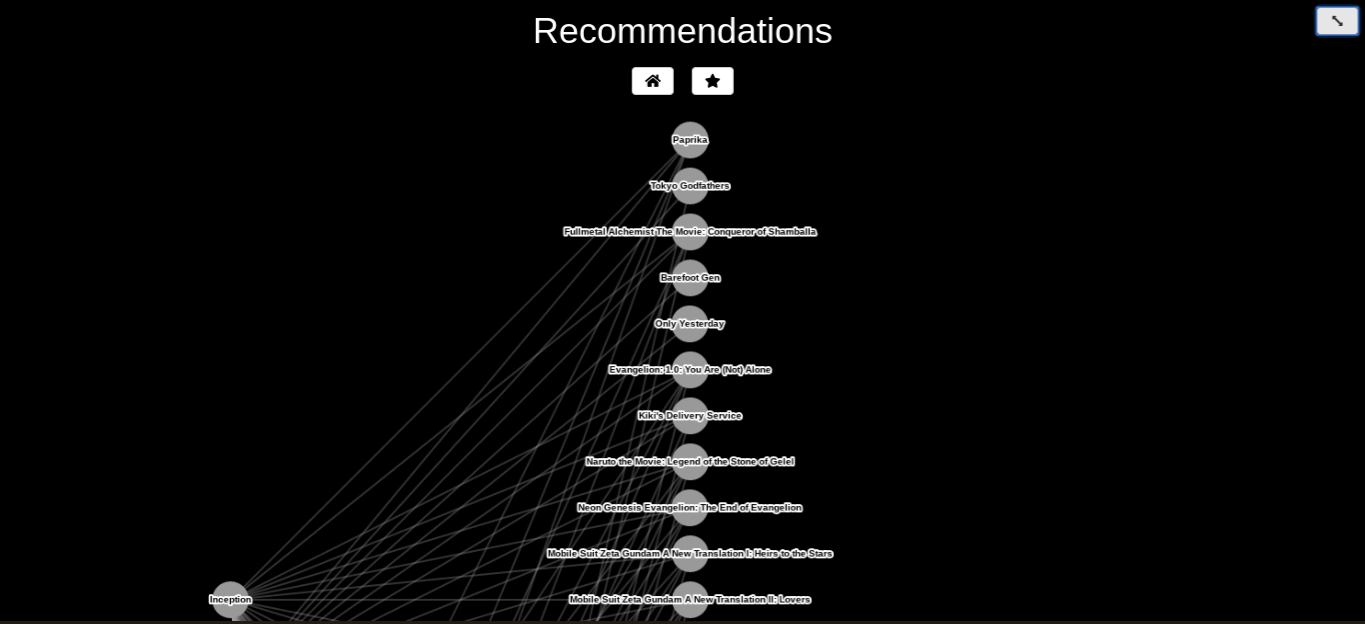 Recommendations
Paprika
Tokyo Godfathers
Fullmetal Alchemist The Movie: Conqueror of Shamballa
Barefoot Gen
Only Yesterday
Evangelion: 1.0: You Are (Not) Alone
Kiki's Delivery Service
Naruto the Movie: Legend of the Stone of Gelel
Neon Genesis Evangelion: The End of Evangelion
Mobile Suit Zeta Gundam A New Translation I: Heirs to the Stars
Inception
Mobile Suit Zeta Gundam A New Translation II: Lovers